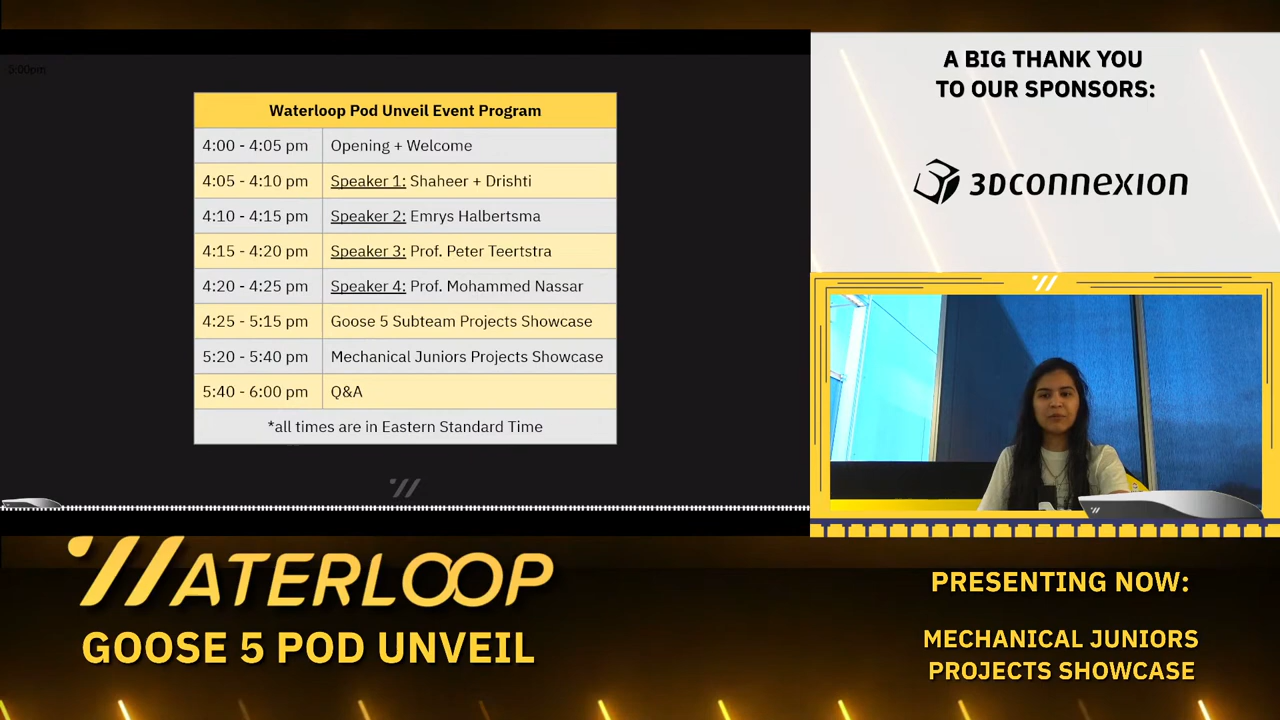 5:00pm
Waterloop Pod Unveil Event Program
4:00 - 4:05 pm Opening + Welcome
4:05 - 4:10 pm Speaker 1: Shaheer + Drishti
4:10 - 4:15 pm Speaker 2: Emrys Halbertsma
4:15 - 4:20 pm Speaker 3: Prof. Peter Teertstra
4:20 - 4:25 pm Speaker 4: Prof. Mohammed Nassar
4:25 - 5:15 pm Goose 5 Subteam Projects Showcase
5:20 - 5:40 pm Mechanical Juniors Projects Showcase
5:40 - 6:00 pm Q&A
*all times are in Eastern Standard Time
A BIG THANK YOU
TO OUR SPONSORS:
3DCONNEXION
WATERLOOP
GOOSE 5 POD UNVEIL
PRESENTING NOW:
MECHANICAL JUNIORS
PROJECTS SHOWCASE